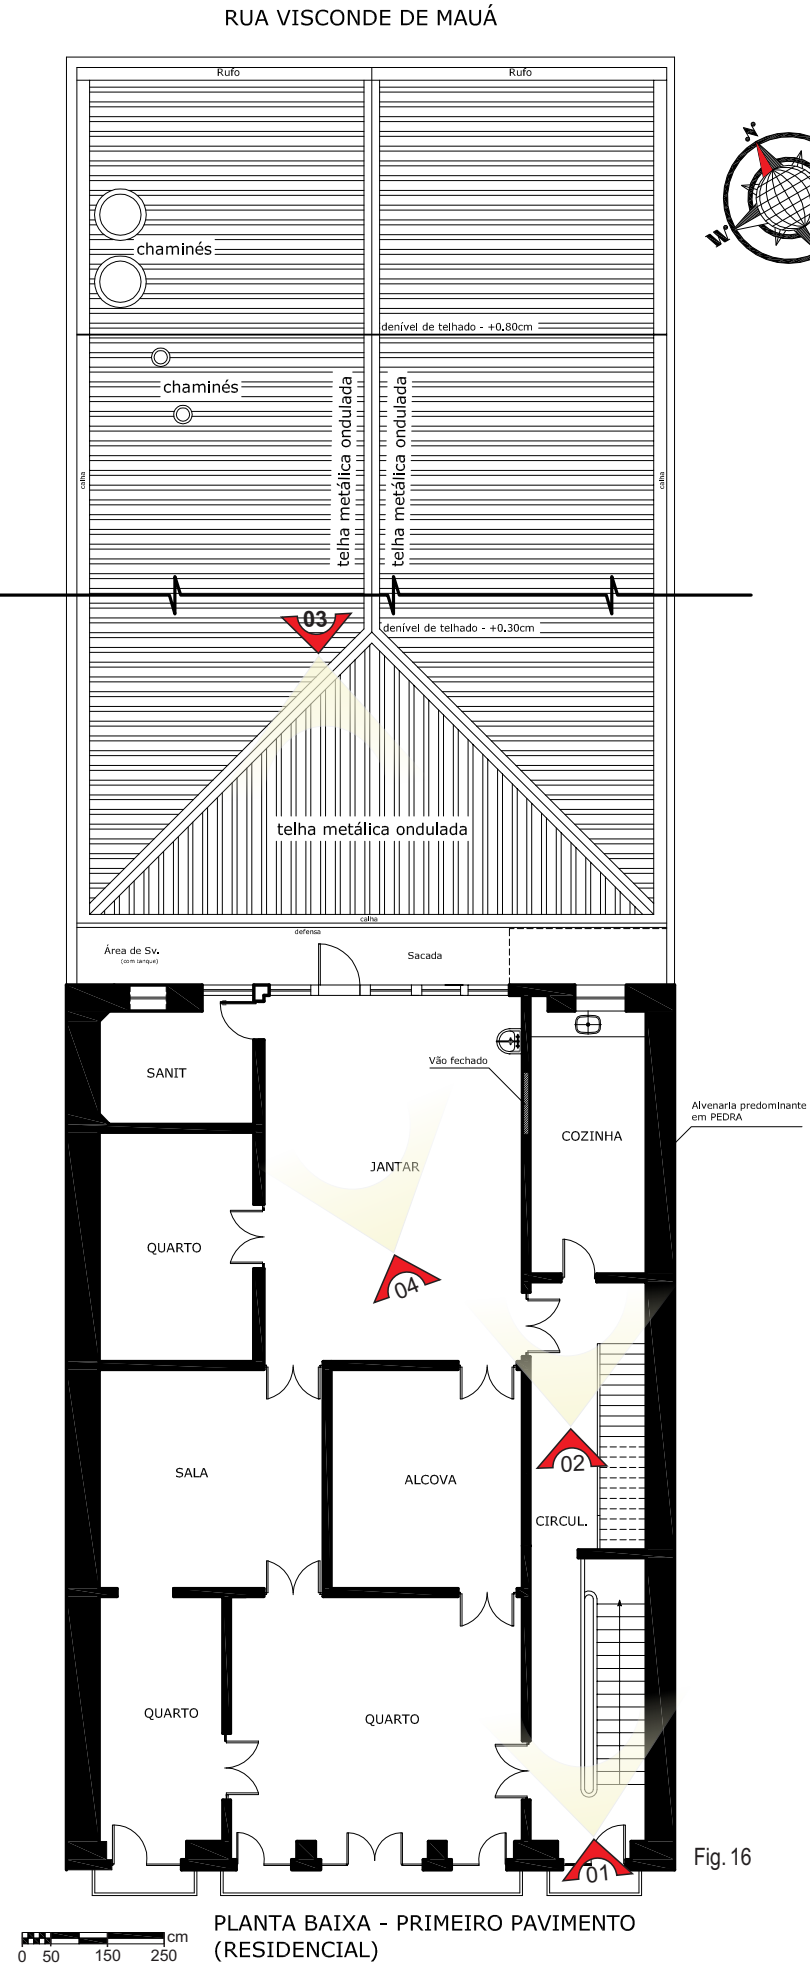 RUA VISCONDE DE MAUÁ
Rufo
Rufo
N
W
chaminés
denível de telhado - +0.80cm
chaminés
telha metálica ondulada
telha metálica ondulada
calha
calha
03
denível de telhado - +0.30cm
telha metálica ondulada
calha
defensa
Área de Sv.
(com tanque)
Sacada
SANIT
Vão fechado
COZINHA
Alvenaria predominante
em PEDRA
JANTAR
QUARTO
04
SALA
ALCOVA
02
CIRCUL.
QUARTO
QUARTO
01
Fig. 16
PLANTA BAIXA - PRIMEIRO PAVIMENTO
(RESIDENCIAL)
cm
0 50 150 250